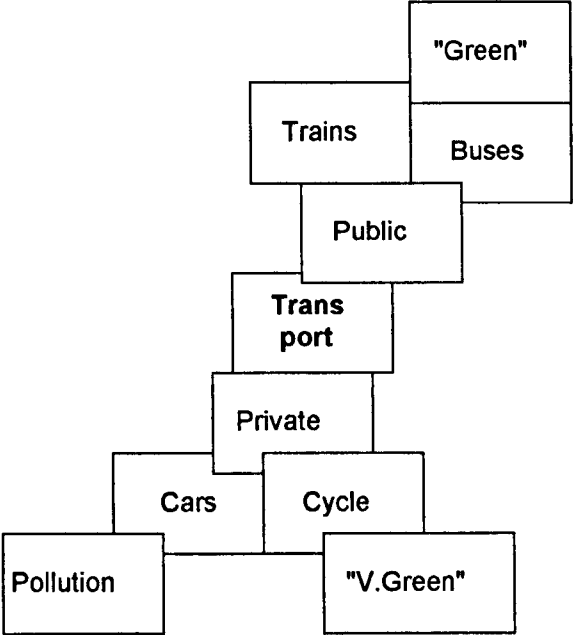 "Green"
Trains
Buses
Public
Trans
port
Private
Cars
Cycle
Pollution
"V.Green"